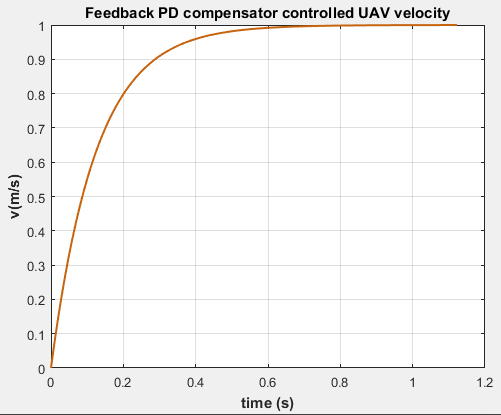 Feedback PD compensator controlled UAV velocity
1
0.9
0.8
0.7
0.6
0.5
0.4
0.3
0.2
0.1
0
v(m/s)
0 0.2 0.4 0.6 0.8 1 1.2
time (s)